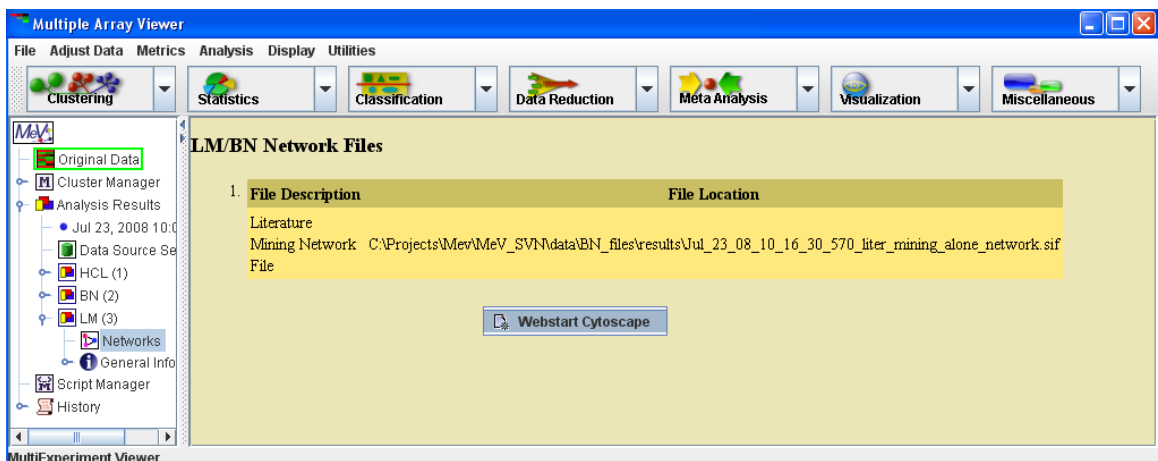 Multiple Array Viewer
File Adjust Data Metrics Analysis Display Utilities
Clustering Statistics Classification Data Reduction Meta Analysis Visualization Miscellaneous
MeV
Original Data
M Cluster Manager
Analysis Results
Jul 23, 2008 10:0
Data Source Se
HCL (1)
BN (2)
LM (3)
Networks
General Info
Script Manager
History
LM/BN Network Files
1. File Description File Location
Literature
Mining Network C:\Projects\Mev\MeV_SVN\data\BN_files\results\Jul_23_08_10_16_30_570_liter_mining_alone_network.sif
File
Webstart Cytoscape
MultiExperiment Viewer